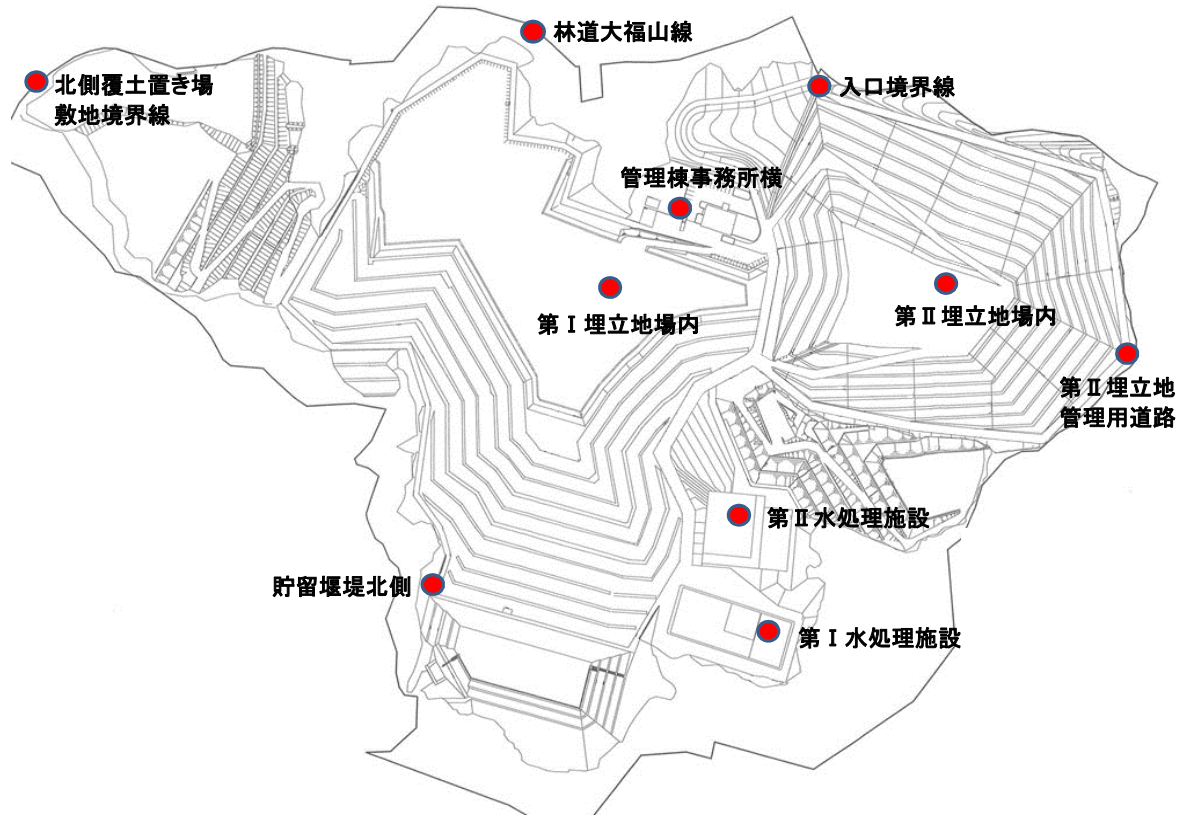 林道大福山線
北側覆土置き場
敷地境界線
入口境界線
管理棟事務所横
第Ⅰ埋立地場内
第Ⅱ埋立地場内
第Ⅱ埋立地
管理用道路
第Ⅱ水処理施設
貯留堰堤北側
第Ⅰ水処理施設